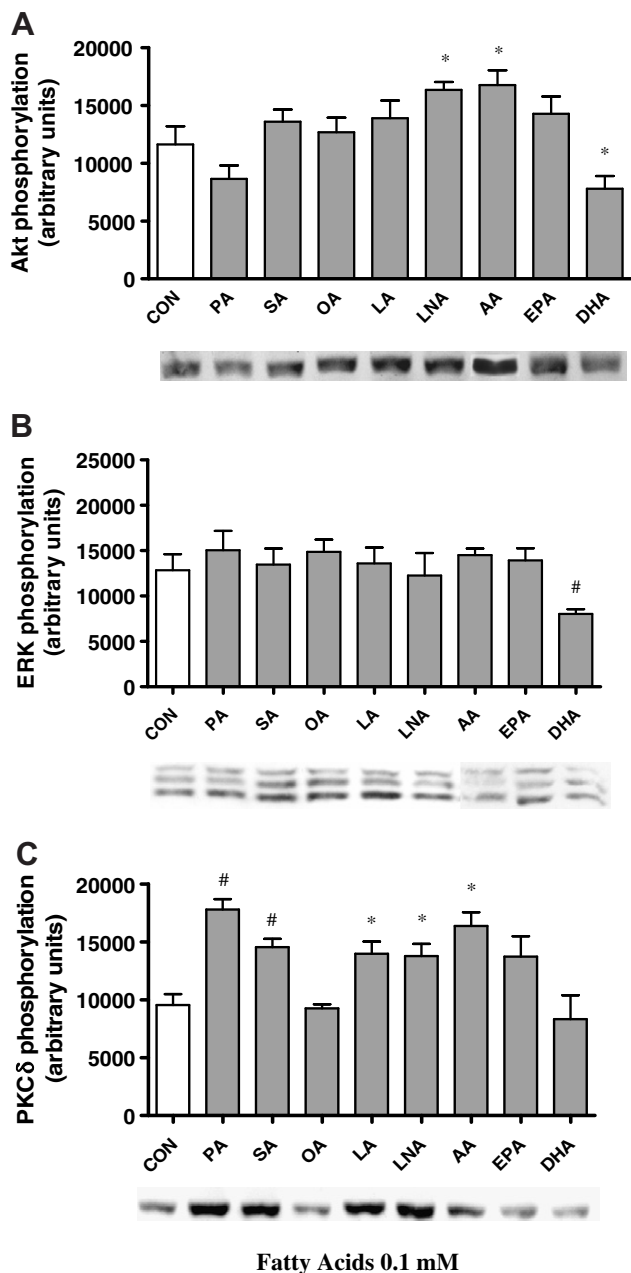 A
Akt phosphorylation
(arbitrary units)
20000
15000
10000
5000
0
* * *
CON PA SA OA LA LNA AA EPA DHA
B
ERK phosphorylation
(arbitrary units)
25000
20000
15000
10000
5000
0
#
CON PA SA OA LA LNA AA EPA DHA
C
PKCδ phosphorylation
(arbitrary units)
20000
15000
10000
5000
0
# # * * *
CON PA SA OA LA LNA AA EPA DHA
Fatty Acids 0.1 mM